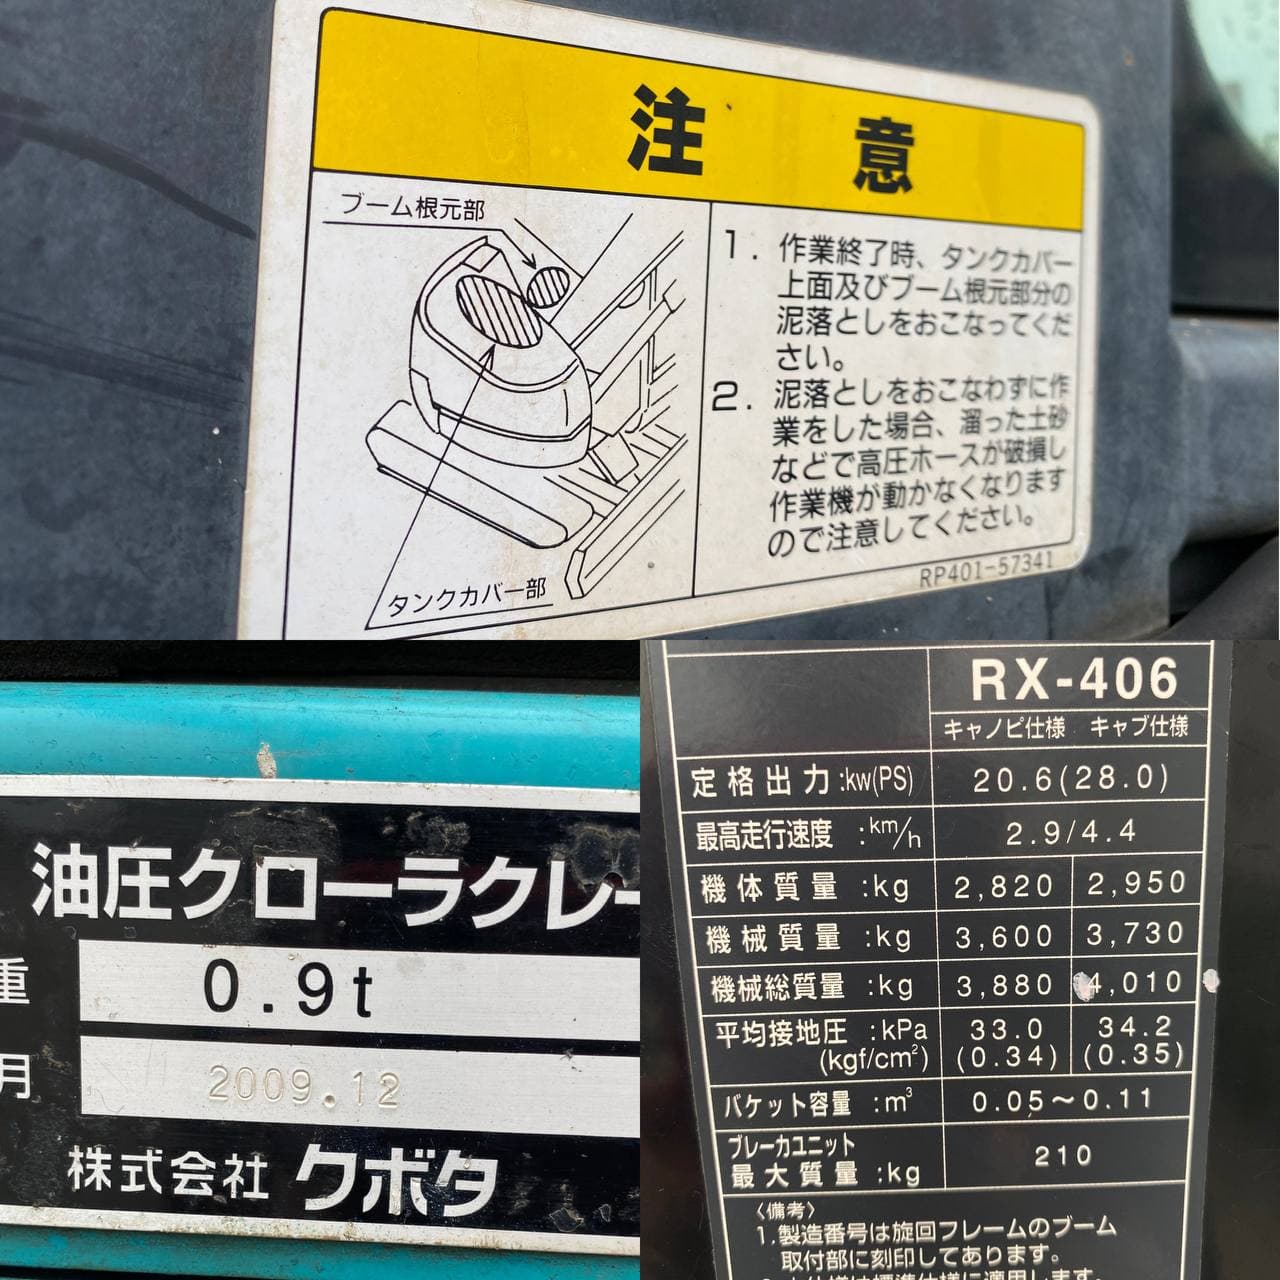 注 意
ブーム根元部
タンクカバー部
1. 作業終了時、タンクカバー
上面及びブーム根元部分の
泥落としをおこなってくだ
さい。
2. 泥落としをおこなわずに作
業をした場合、溜った土砂
などで高圧ホースが破損し
作業機が動かなくなります
ので注意してください。
RP401-57341
油圧クローラクレー
重 0.9t
月 2009.12
株式会社 クボタ
RX-406
キャノピ仕様 キャブ仕様
定格出力:kw(PS) 20.6(28.0)
最高走行速度 :km/h 2.9/4.4
機体質量 :kg 2,820 2,950
機械質量 :kg 3,600 3,730
機械総質量 :kg 3,880 4,010
平均接地圧 :kPa 33.0 34.2
(kgf/cm²) (0.34) (0.35)
バケット容量 :m³ 0.05〜0.11
ブレーカユニット
最大質量 :kg 210
〈備考〉
1.製造番号は旋回フレームのブーム
取付部に刻印してあります。